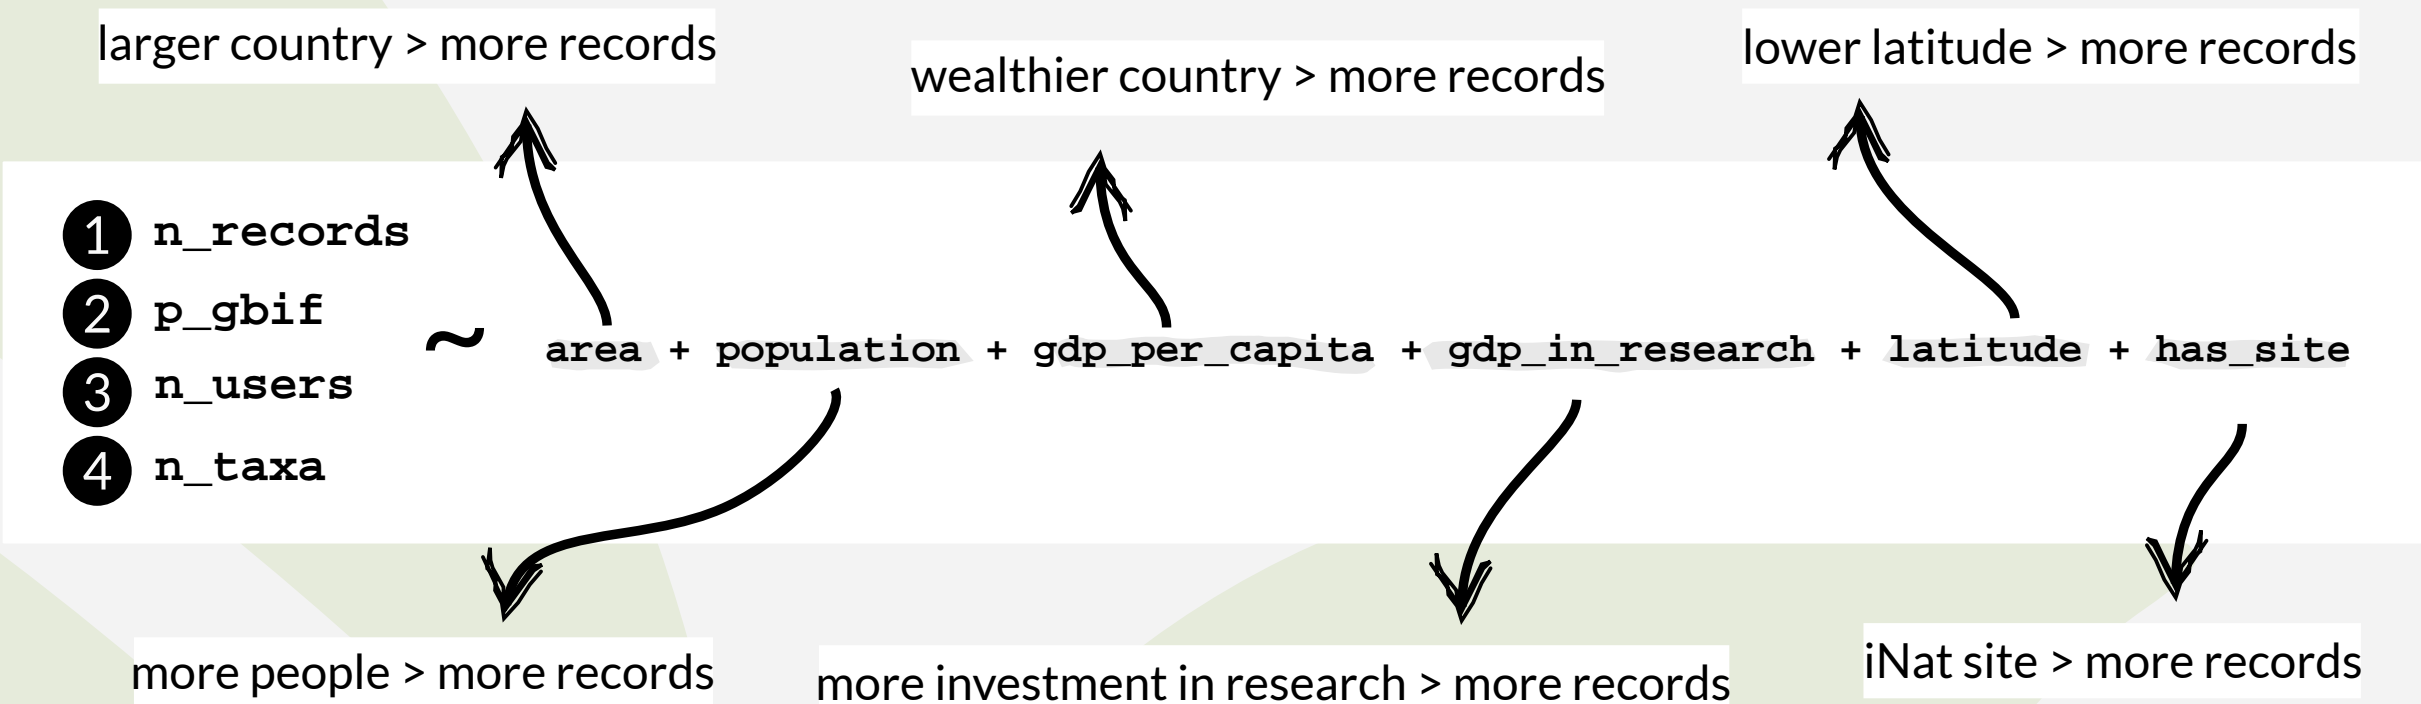 larger country > more records
wealthier country > more records
lower latitude > more records
1 n_records
2 p_gbif
3 n_users
4 n_taxa
~ area + population + gdp_per_capita + gdp_in_research + latitude + has_site
more people > more records
more investment in research > more records
iNat site > more records